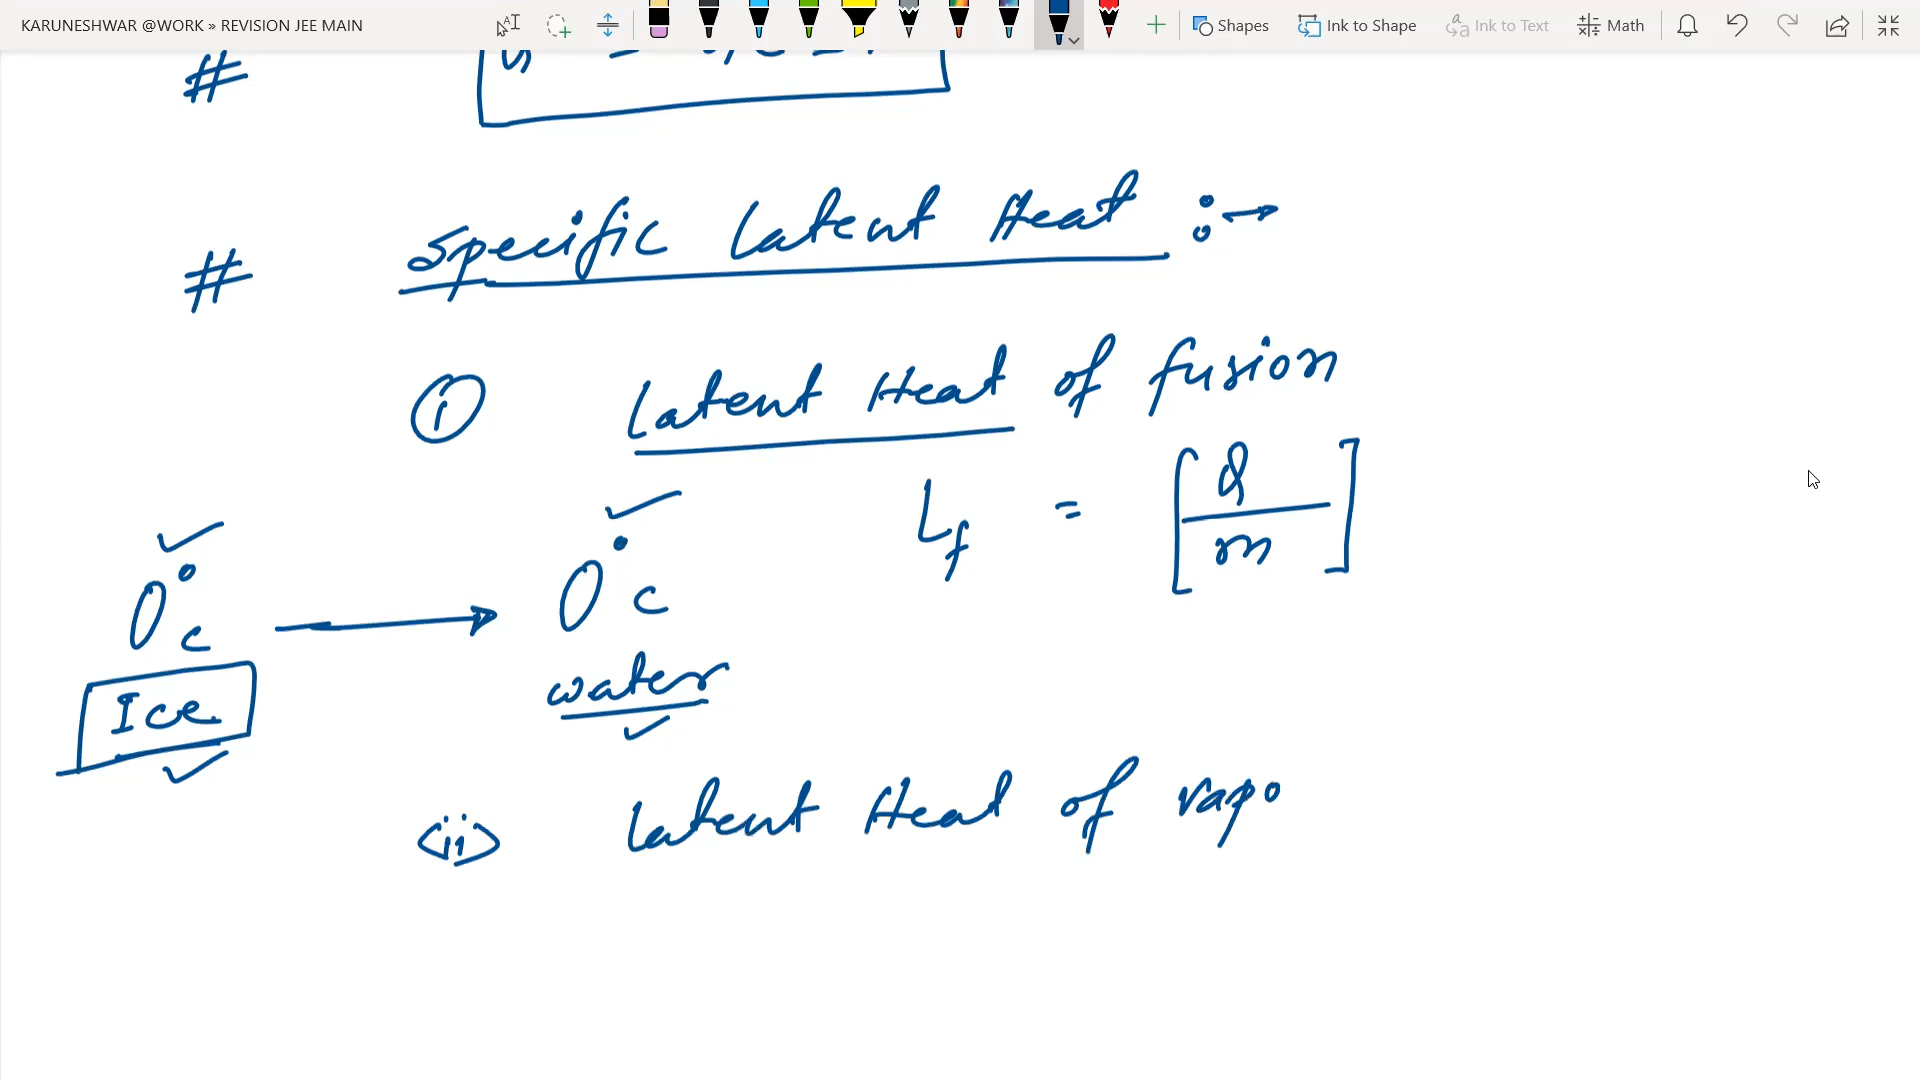 KARUNESHWAR @WORK » REVISION JEE MAIN
Shapes Ink to Shape Ink to Text Math
#
# Specific Latent Heat :→
(i) Latent Heat of fusion
L_f = [Q/m]
0°C → 0°C
Ice water
<ii> Latent Heat of vapo